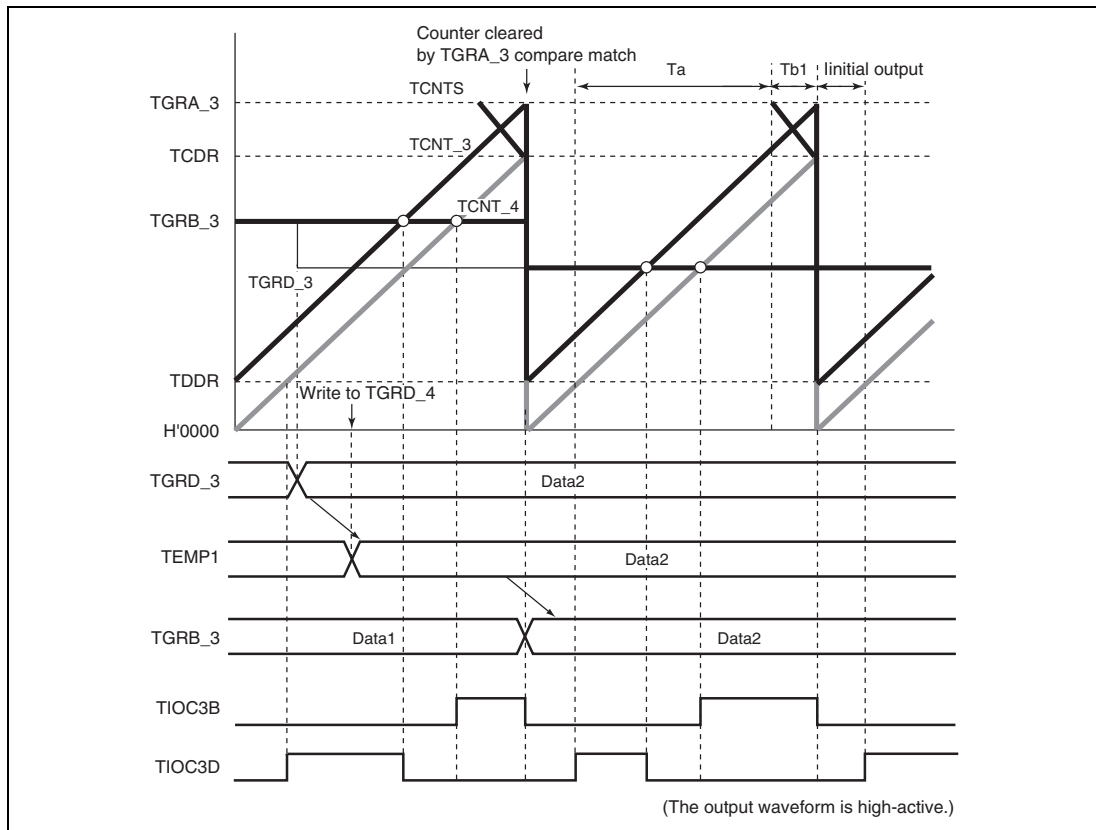 Counter cleared
by TGRA_3 compare match
Ta
Tb1
Iinitial output
TCNTS
TGRA_3
TCNT_3
TCDR
TCNT_4
TGRB_3
TGRD_3
TDDR
Write to TGRD_4
H'0000
TGRD_3
Data2
TEMP1
Data2
TGRB_3
Data1
Data2
TIOC3B
TIOC3D
(The output waveform is high-active.)